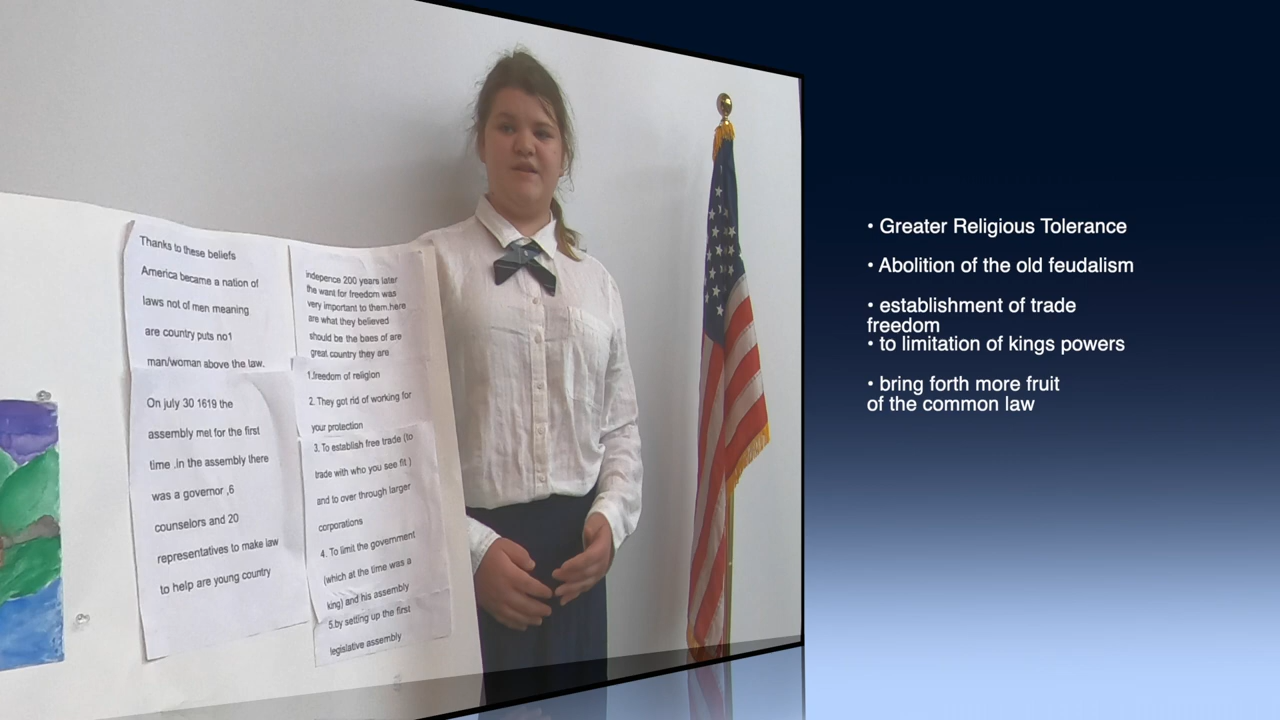 Thanks to these beliefs
America became a nation of
laws not of men meaning
are country puts no1
man/woman above the law.
On july 30 1619 the
assembly met for the first
time .in the assembly there
was a governor ,6
counselors and 20
representatives to make law
to help are young country
indepence 200 years later
the want for freedom was
very important to them.here
are what they believed
should be the baes of are
great country they are
1.freedom of religion
2. They got rid of working for
your protection
3. To establish free trade (to
trade with who you see fit )
and to over through larger
corporations
4. To limit the government
(which at the time was a
king) and his assembly
5.by setting up the first
legislative assembly
• Greater Religious Tolerance
• Abolition of the old feudalism
• establishment of trade
freedom
• to limitation of kings powers
• bring forth more fruit
of the common law